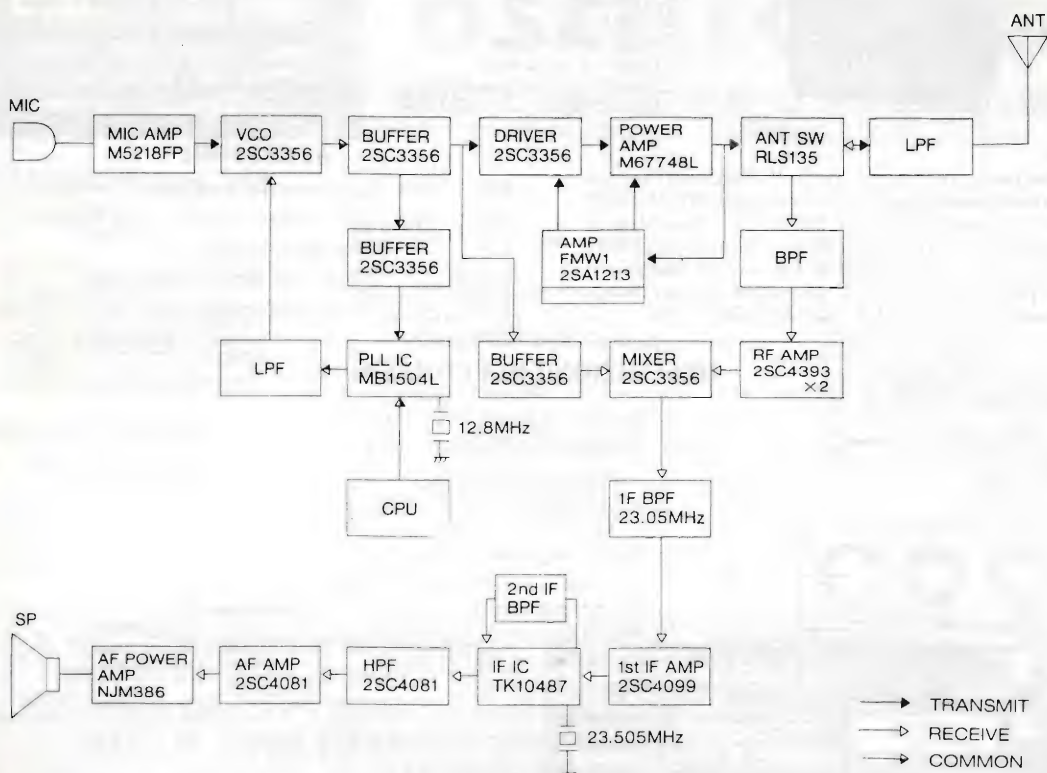 ANT
MIC
MIC AMP
M5218FP
VCO
2SC3356
BUFFER
2SC3356
DRIVER
2SC3356
POWER
AMP
M67748L
ANT SW
RLS135
LPF
BUFFER
2SC3356
AMP
FMW1
2SA1213
BPF
LPF
PLL IC
MB1504L
BUFFER
2SC3356
MIXER
2SC3356
RF AMP
2SC4393
×2
12.8MHz
CPU
1F BPF
23.05MHz
2nd IF
BPF
SP
AF POWER
AMP
NJM386
AF AMP
2SC4081
HPF
2SC4081
IF IC
TK10487
1st IF AMP
2SC4099
23.505MHz
TRANSMIT
RECEIVE
COMMON